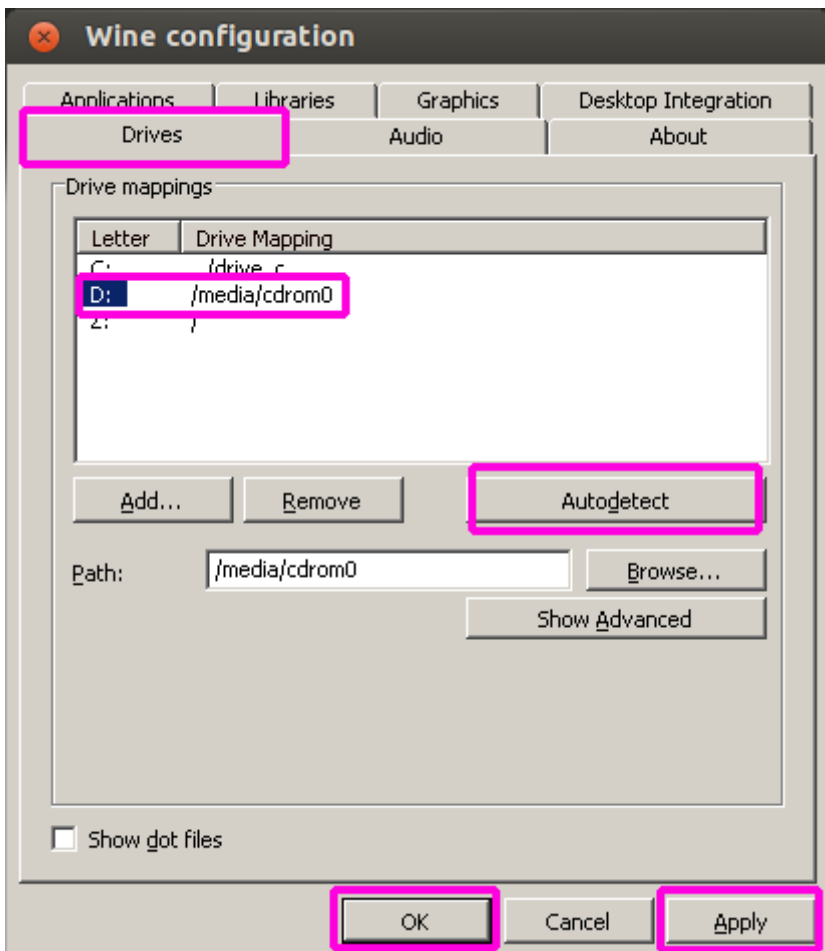 Wine configuration
Applications Libraries Graphics Desktop Integration
Drives Audio About
Drive mappings
Letter Drive Mapping
C: ../drive_c
D: /media/cdrom0
Z: /
Add... Remove Autodetect
Path: /media/cdrom0 Browse...
Show Advanced
Show dot files
OK Cancel Apply